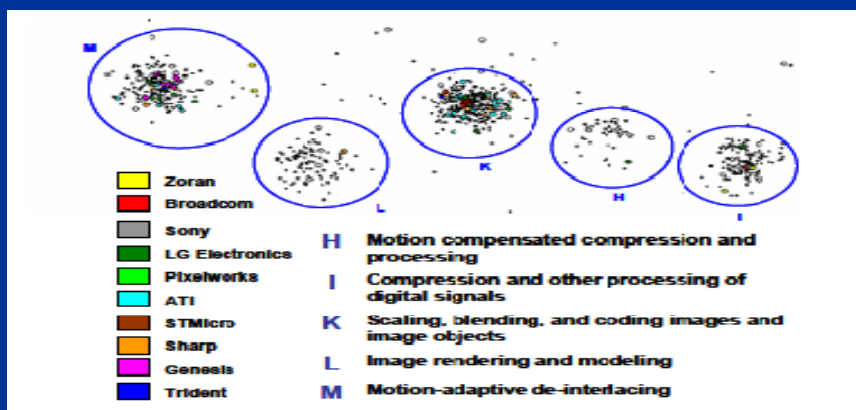 M
K
L
H
I
Zoran
Broadcom
Sony
LG Electronics
Pixelworks
ATI
STMicro
Sharp
Genesis
Trident
H Motion compensated compression and
processing
I Compression and other processing of
digital signals
K Scaling, blending, and coding images and
image objects
L Image rendering and modeling
M Motion-adaptive de-interlacing